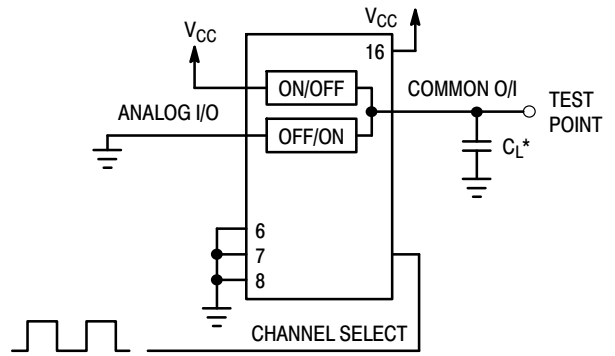 VCC
VCC
16
ON/OFF
COMMON O/I
TEST
POINT
ANALOG I/O
OFF/ON
CL*
6
7
8
CHANNEL SELECT